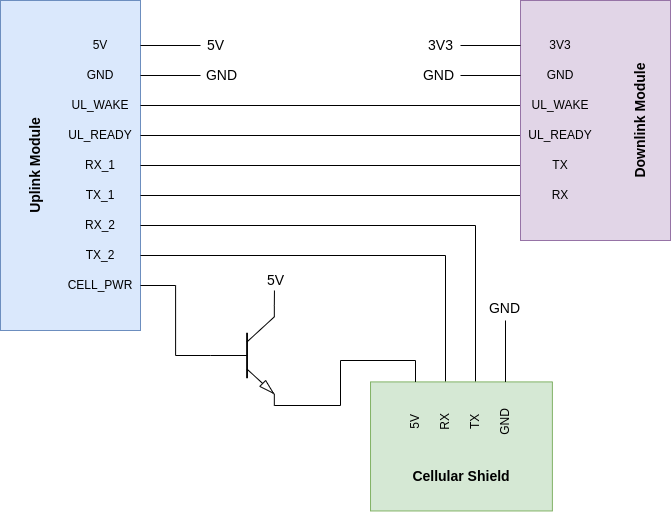 Uplink Module
5V
GND
UL_WAKE
UL_READY
RX_1
TX_1
RX_2
TX_2
CELL_PWR
5V
GND
3V3
GND
3V3
GND
UL_WAKE
UL_READY
TX
RX
Downlink Module
5V
GND
5V
RX
TX
GND
Cellular Shield